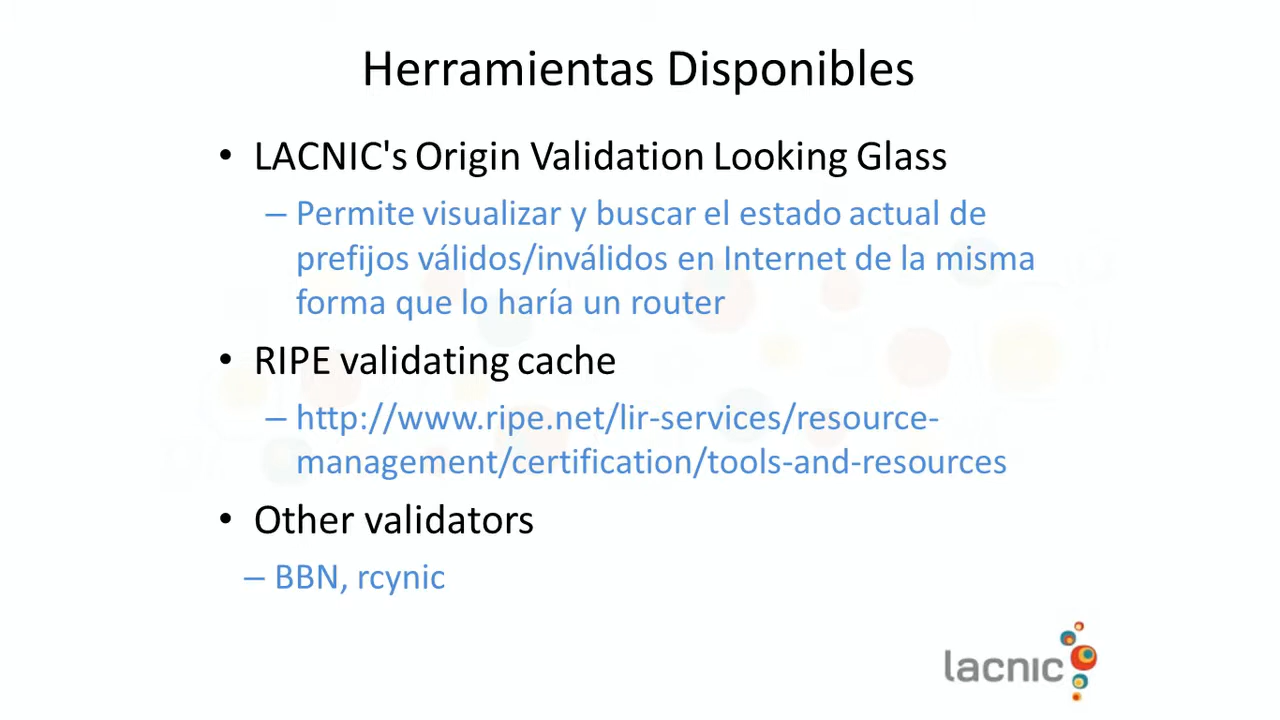 Herramientas Disponibles
• LACNIC's Origin Validation Looking Glass
– Permite visualizar y buscar el estado actual de
prefijos válidos/inválidos en Internet de la misma
forma que lo haría un router
• RIPE validating cache
– http://www.ripe.net/lir-services/resource-
management/certification/tools-and-resources
• Other validators
– BBN, rcynic
lacnic